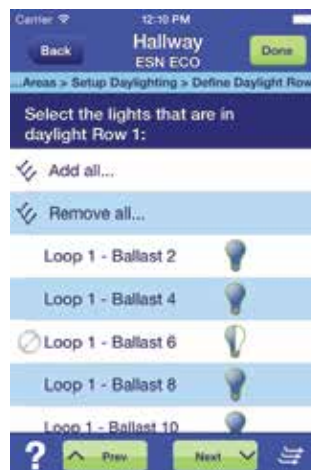 Carrier 12:10 PM
Back Hallway Done
ESN ECO
...Areas > Setup Daylighting > Define Daylight Row
Select the lights that are in
daylight Row 1:
Add all...
Remove all...
Loop 1 - Ballast 2
Loop 1 - Ballast 4
Loop 1 - Ballast 6
Loop 1 - Ballast 8
Loop 1 - Ballast 10
? Prev Next